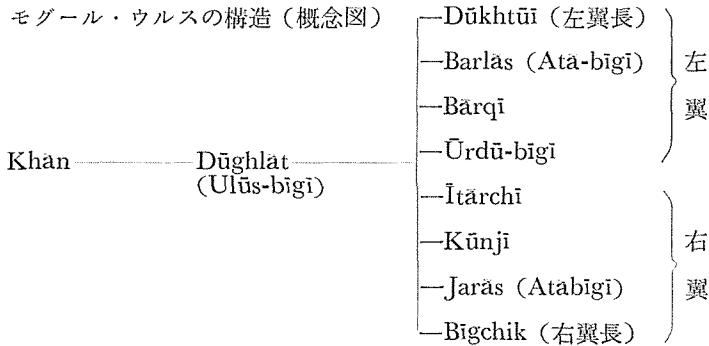 モグール・ウルスの構造（概念図）
Dūkhtūī（左翼長）
Barlās (Atā-bīgī)
Bārqī
Ūrdū-bīgī
左翼
Khān
Dūghlāt
(Ulūs-bīgī)
Ītārchī
Kūnjī
Jarās (Atābīgī)
Bīgchik（右翼長）
右翼